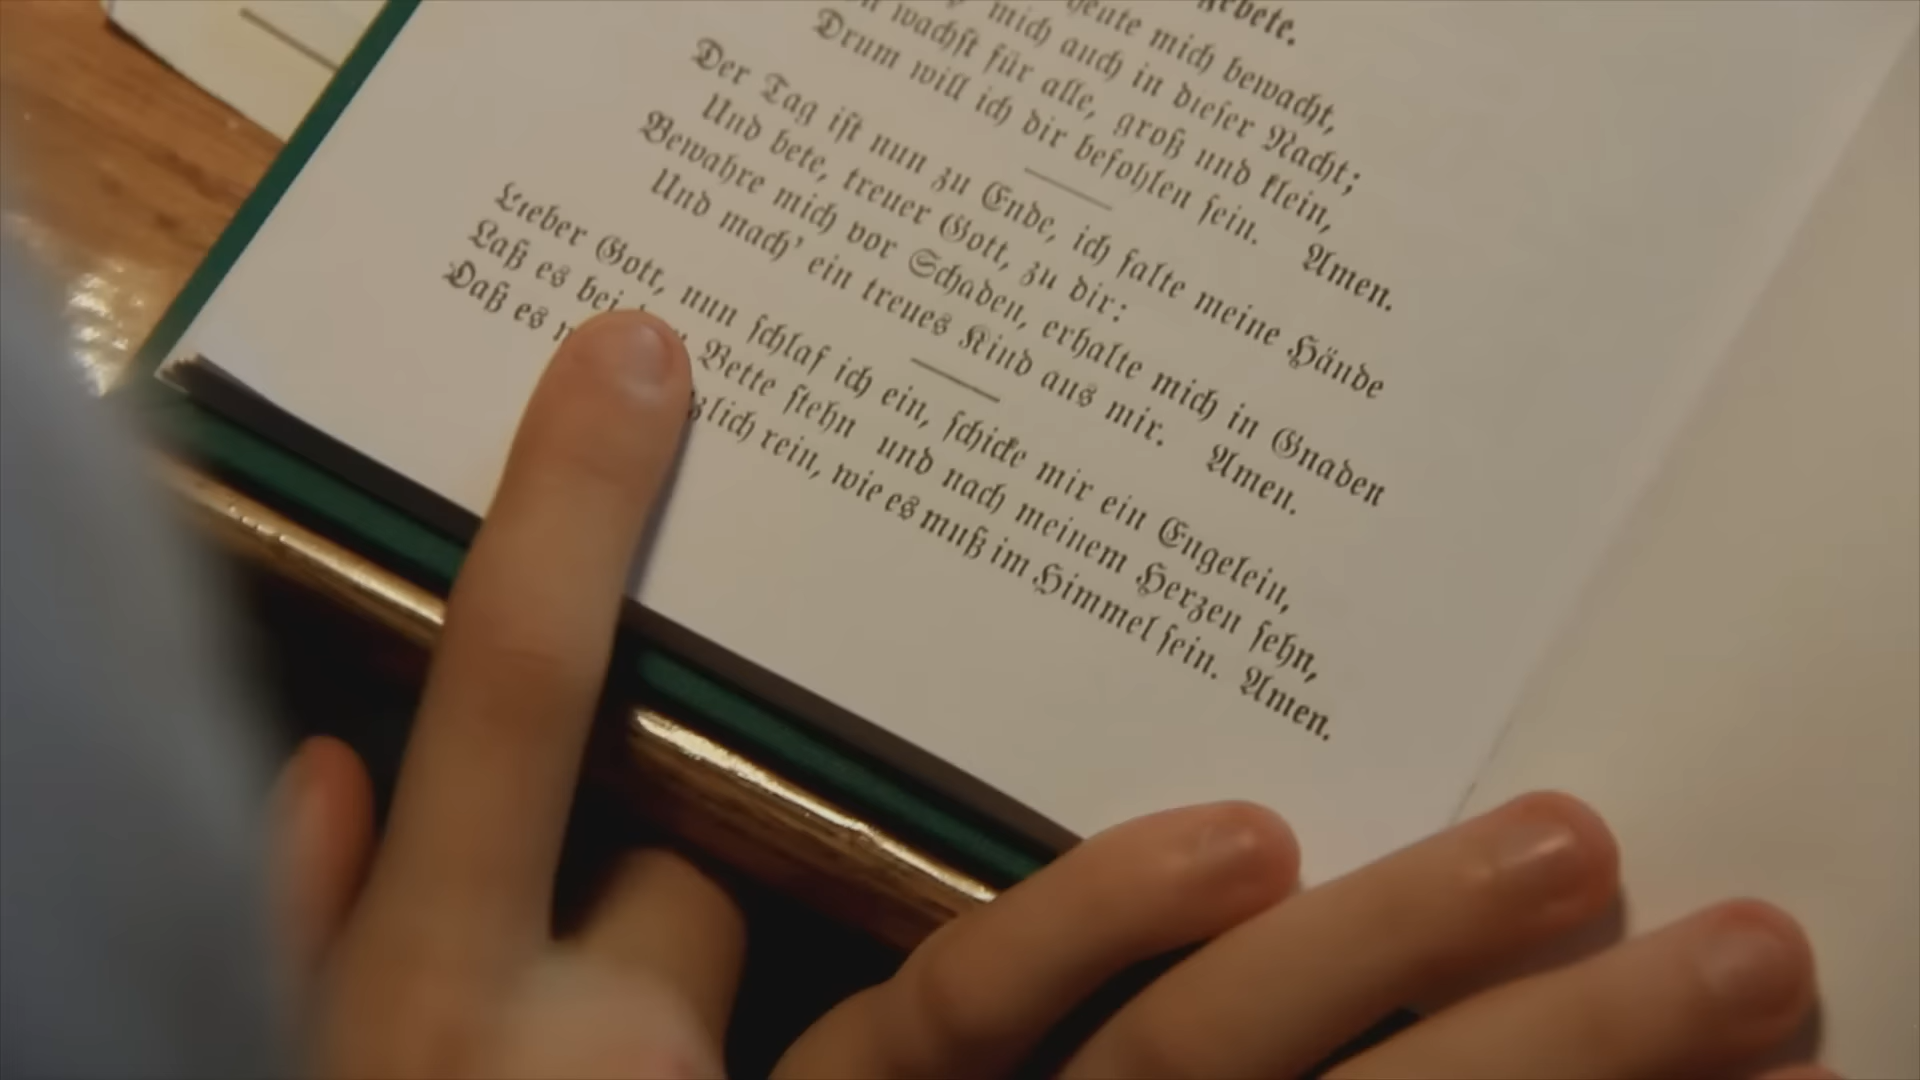 heute mich bewacht,
mich auch in dieſer Nacht;
wachſt für alle, groß und klein,
Drum will ich dir befohlen ſein. Amen.
Der Tag iſt nun zu Ende, ich falte meine Hände
Und bete, treuer Gott, zu dir:
Bewahre mich vor Schaden, erhalte mich in Gnaden
Und mach' ein treues Kind aus mir. Amen.
Lieber Gott, nun ſchlaf ich ein, ſchicke mir ein Engelein,
Laß es bei Bette ſtehn und nach meinem Herzen ſehn,
Daß es rein, wie es muß im Himmel ſein. Amen.